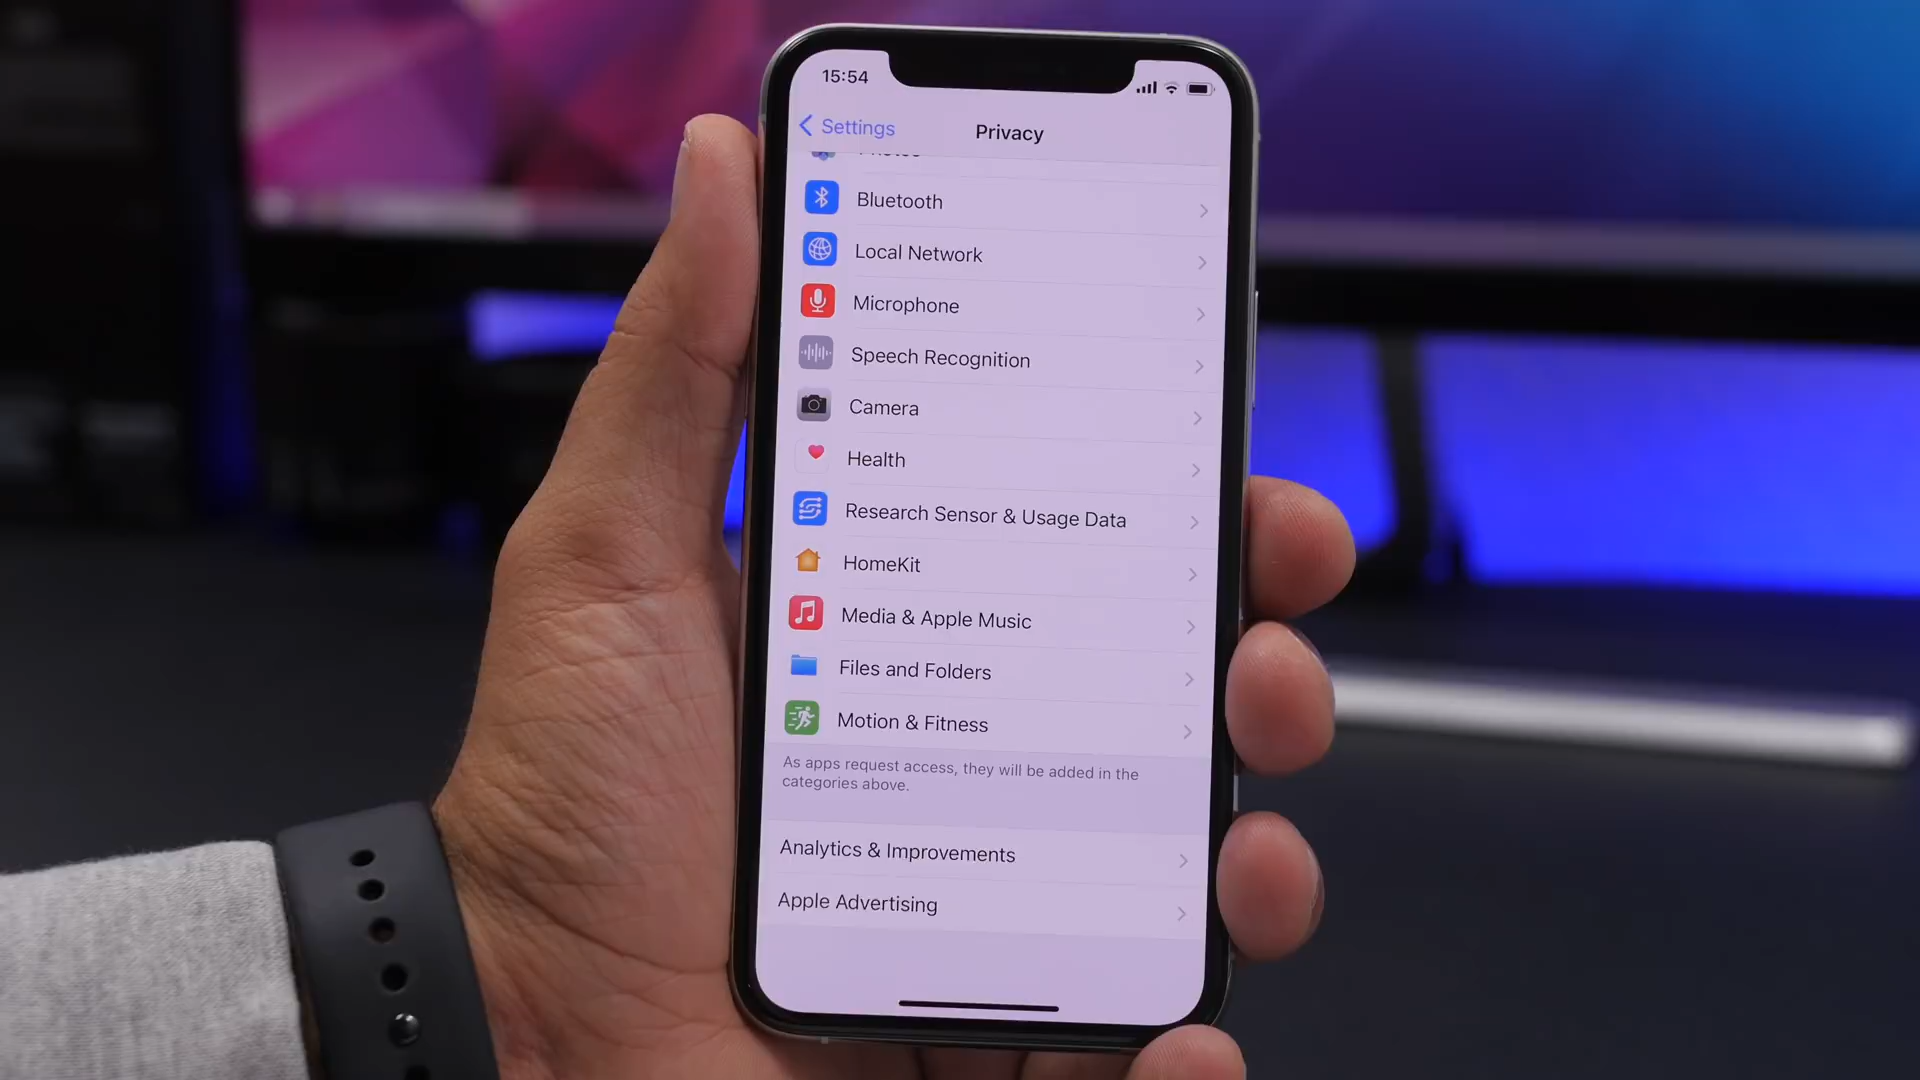 15:54
Settings
Privacy
Photos
Bluetooth
Local Network
Microphone
Speech Recognition
Camera
Health
Research Sensor & Usage Data
HomeKit
Media & Apple Music
Files and Folders
Motion & Fitness
As apps request access, they will be added in the
categories above.
Analytics & Improvements
Apple Advertising